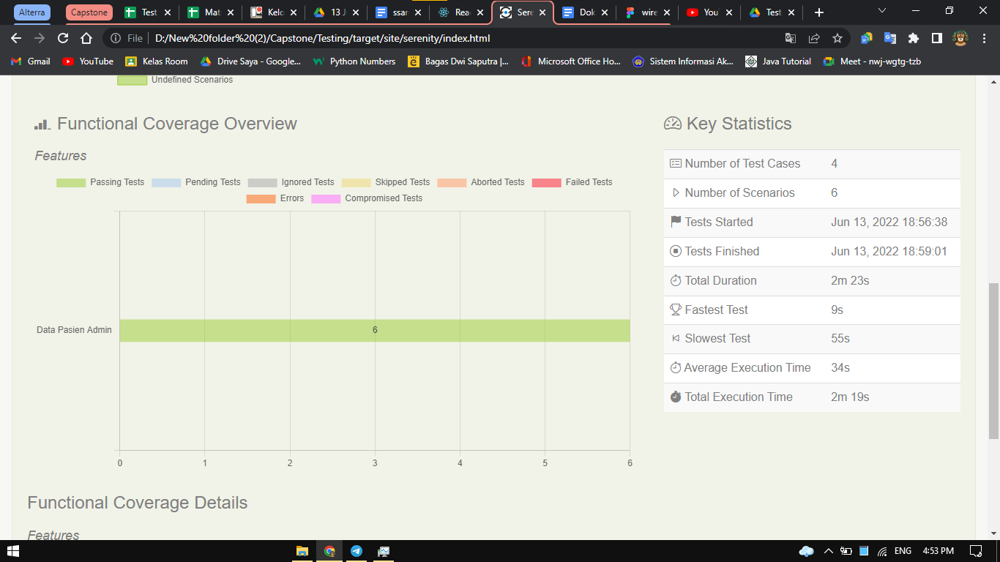 Alterra
Capstone
Test
Mat
Kelo
13 J
ssar
Rea
Sere
Dok
wire
You
Test
File
D:/New%20folder%20(2)/Capstone/Testing/target/site/serenity/index.html
Gmail
YouTube
Kelas Room
Drive Saya - Google...
Python Numbers
Bagas Dwi Saputra |...
Microsoft Office Ho...
Sistem Informasi Ak...
Java Tutorial
Meet - nwj-wgtg-tzb
Undefined Scenarios
Functional Coverage Overview
Features
Passing Tests Pending Tests Ignored Tests Skipped Tests Aborted Tests Failed Tests
Errors Compromised Tests
Data Pasien Admin
6
0 1 2 3 4 5 6
Key Statistics
Number of Test Cases 4
Number of Scenarios 6
Tests Started Jun 13, 2022 18:56:38
Tests Finished Jun 13, 2022 18:59:01
Total Duration 2m 23s
Fastest Test 9s
Slowest Test 55s
Average Execution Time 34s
Total Execution Time 2m 19s
Functional Coverage Details
Features
ENG
4:53 PM